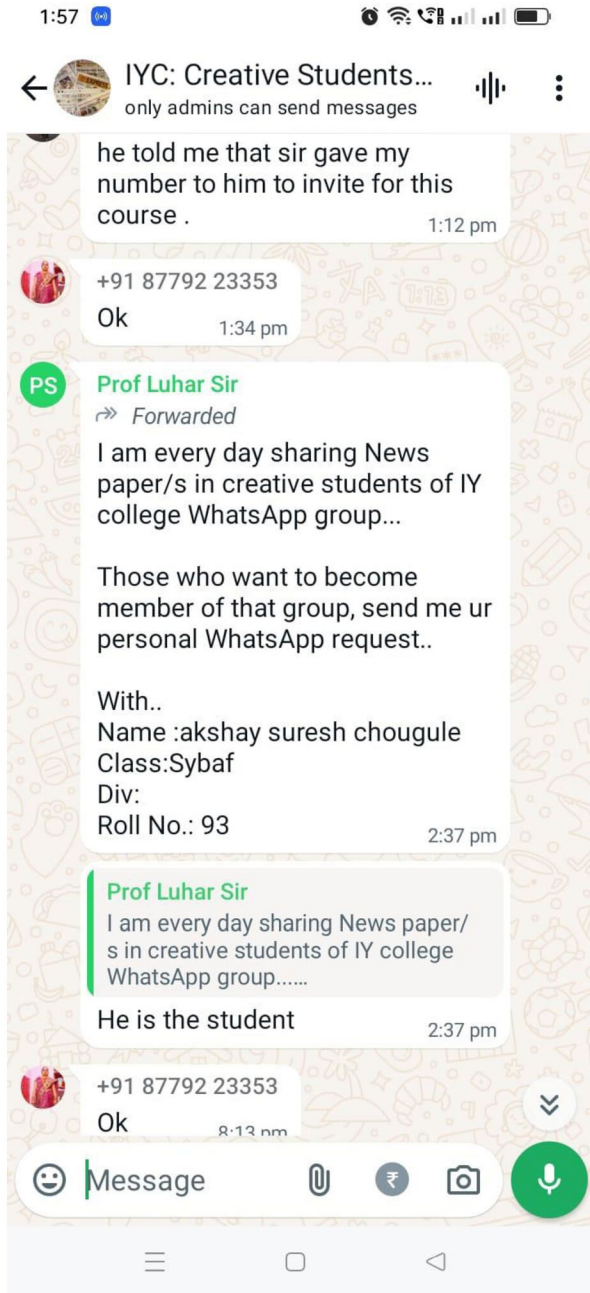 1:57
IYC: Creative Students...
only admins can send messages
he told me that sir gave my
number to him to invite for this
course .
1:12 pm
+91 87792 23353
Ok
1:34 pm
PS
Prof Luhar Sir
Forwarded
I am every day sharing News
paper/s in creative students of IY
college WhatsApp group...
Those who want to become
member of that group, send me ur
personal WhatsApp request..
With..
Name :akshay suresh chougule
Class:Sybaf
Div:
Roll No.: 93
2:37 pm
Prof Luhar Sir
I am every day sharing News paper/
s in creative students of IY college
WhatsApp group......
He is the student
2:37 pm
+91 87792 23353
Ok
8:13 pm
Message
₹